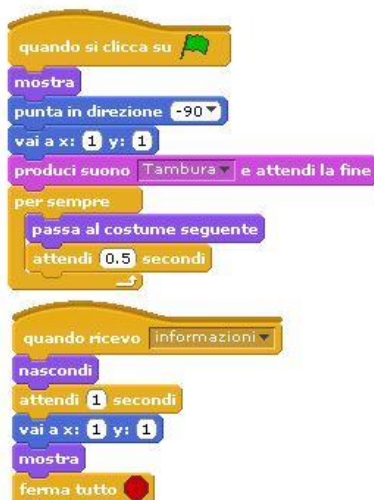 quando si clicca su
mostra
punta in direzione -90
vai a x: 1 y: 1
produci suono Tambura e attendi la fine
per sempre
passa al costume seguente
attendi 0.5 secondi
quando ricevo informazioni
nascondi
attendi 1 secondi
vai a x: 1 y: 1
mostra
ferma tutto